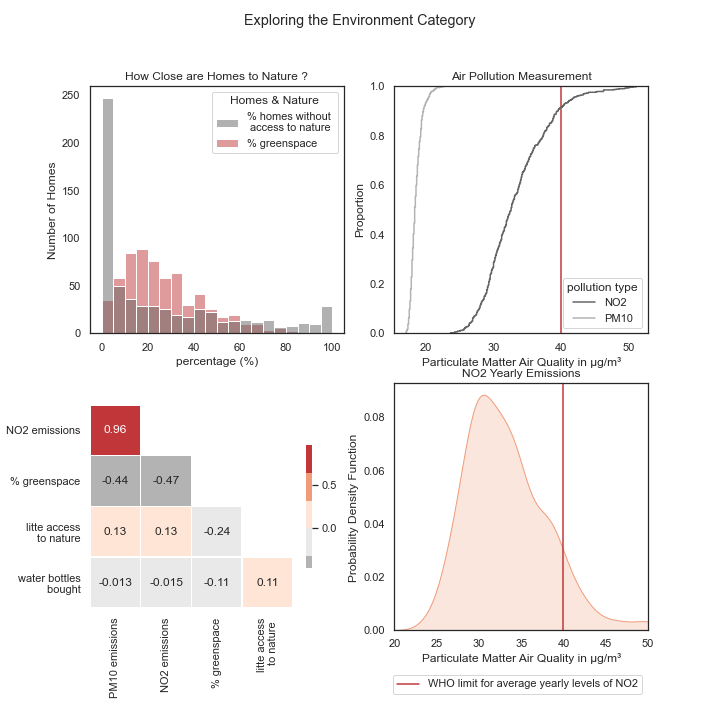 Exploring the Environment Category
How Close are Homes to Nature ?
Homes & Nature
% homes without
access to nature
% greenspace
Number of Homes
250
200
150
100
50
0
0
20
40
60
80
100
percentage (%)
Air Pollution Measurement
Proportion
1.0
0.8
0.6
0.4
0.2
0.0
pollution type
NO2
PM10
20
30
40
50
Particulate Matter Air Quality in µg/m³
NO2 emissions
% greenspace
litte access
to nature
water bottles
bought
0.96
-0.44
-0.47
0.13
0.13
-0.24
-0.013
-0.015
-0.11
0.11
PM10 emissions
NO2 emissions
% greenspace
litte access
to nature
0.5
0.0
NO2 Yearly Emissions
Probability Density Function
0.08
0.06
0.04
0.02
0.00
20
25
30
35
40
45
50
Particulate Matter Air Quality in µg/m³
WHO limit for average yearly levels of NO2